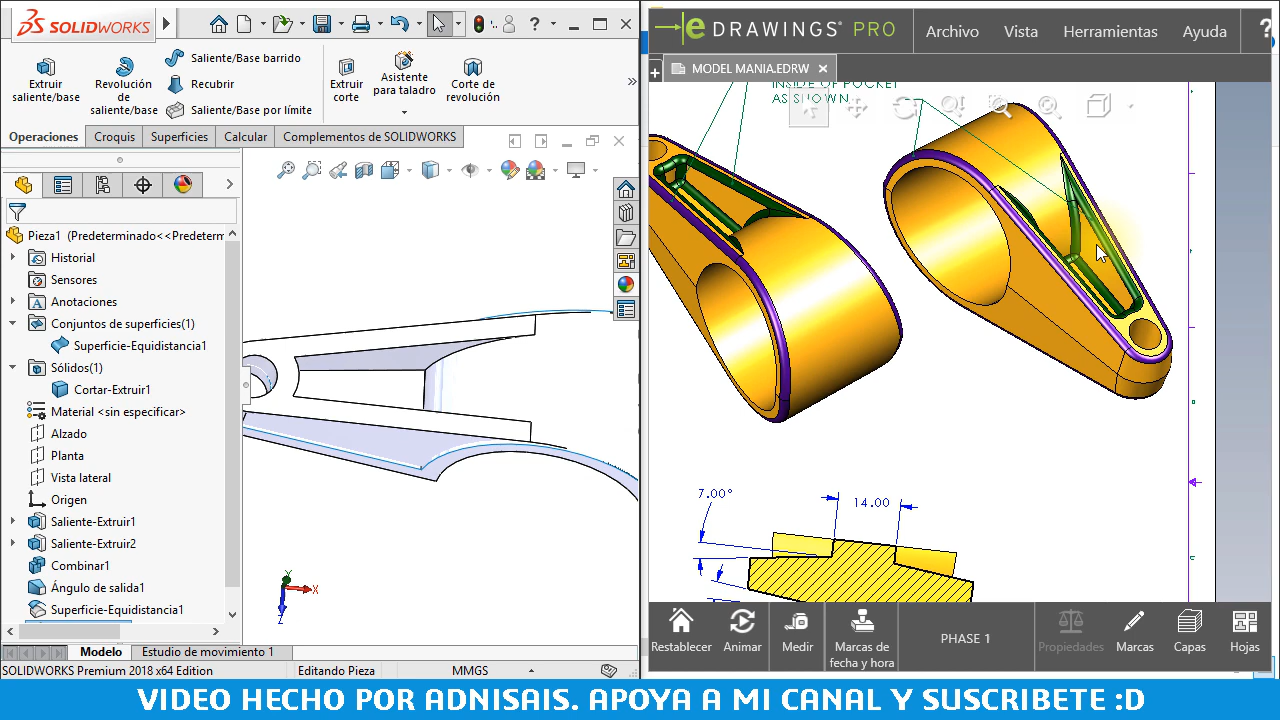 SOLIDWORKS
Extruir
saliente/base
Revolución
de
saliente/base
Saliente/Base barrido
Recubrir
Saliente/Base por límite
Extruir
corte
Asistente
para taladro
Corte de
revolución
Operaciones
Croquis
Superficies
Calcular
Complementos de SOLIDWORKS
Pieza1 (Predeterminado<<Predeterm
Historial
Sensores
Anotaciones
Conjuntos de superficies(1)
Superficie-Equidistancia1
Sólidos(1)
Cortar-Extruir1
Material <sin especificar>
Alzado
Planta
Vista lateral
Origen
Saliente-Extruir1
Saliente-Extruir2
Combinar1
Ángulo de salida1
Superficie-Equidistancia1
Y
X
Z
Modelo
Estudio de movimiento 1
SOLIDWORKS Premium 2018 x64 Edition
Editando Pieza
MMGS
eDRAWINGS® PRO
Archivo
Vista
Herramientas
Ayuda
?
MODEL MANIA.EDRW
INSIDE OF POCKET
AS SHOWN
7.00°
14.00
Restablecer
Animar
Medir
Marcas de
fecha y hora
PHASE 1
Propiedades
Marcas
Capas
Hojas
VIDEO HECHO POR ADNISAIS. APOYA A MI CANAL Y SUSCRIBETE :D